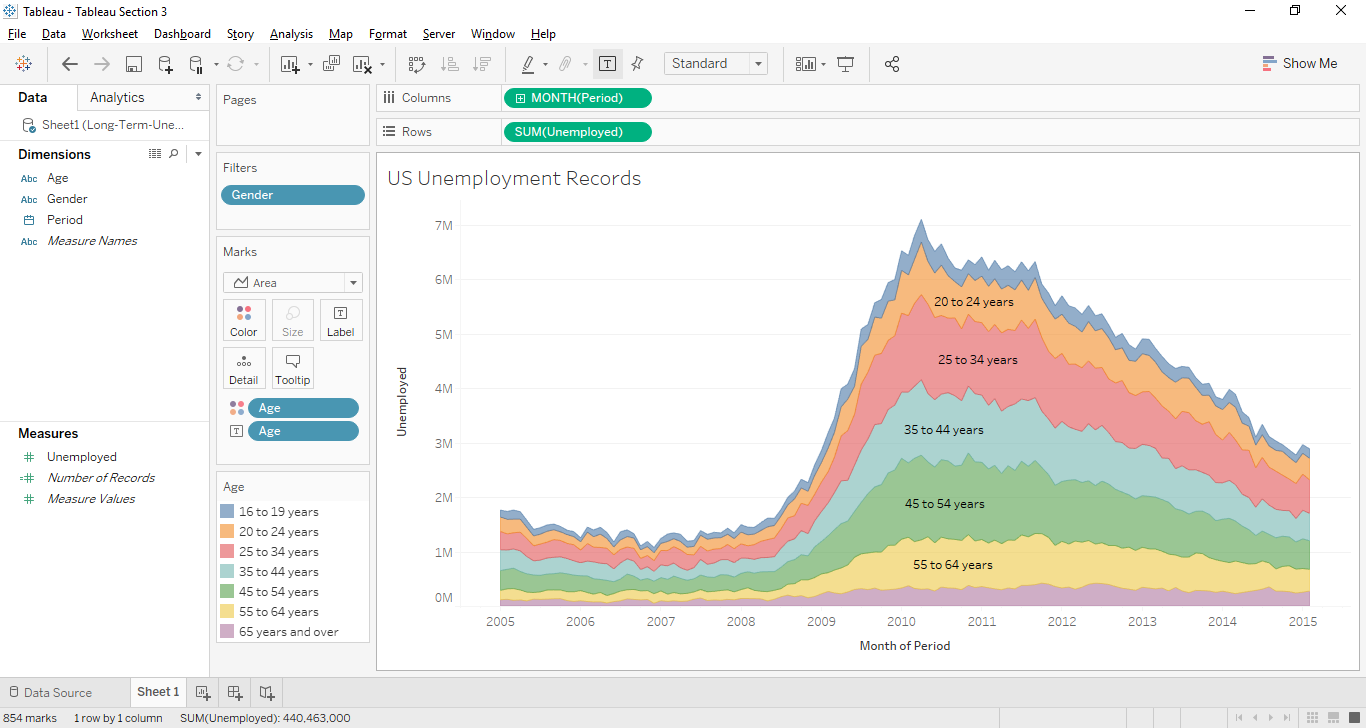 Tableau - Tableau Section 3
File Data Worksheet Dashboard Story Analysis Map Format Server Window Help
Standard
Show Me
Data Analytics
Sheet1 (Long-Term-Une...
Dimensions
Abc Age
Abc Gender
Period
Abc Measure Names
Measures
# Unemployed
=# Number of Records
# Measure Values
Pages
Filters
Gender
Marks
Area
Color Size Label
Detail Tooltip
Age
Age
Age
16 to 19 years
20 to 24 years
25 to 34 years
35 to 44 years
45 to 54 years
55 to 64 years
65 years and over
Columns MONTH(Period)
Rows SUM(Unemployed)
US Unemployment Records
Unemployed
7M
6M
5M
4M
3M
2M
1M
0M
20 to 24 years
25 to 34 years
35 to 44 years
45 to 54 years
55 to 64 years
2005 2006 2007 2008 2009 2010 2011 2012 2013 2014 2015
Month of Period
Data Source Sheet 1
854 marks 1 row by 1 column SUM(Unemployed): 440,463,000